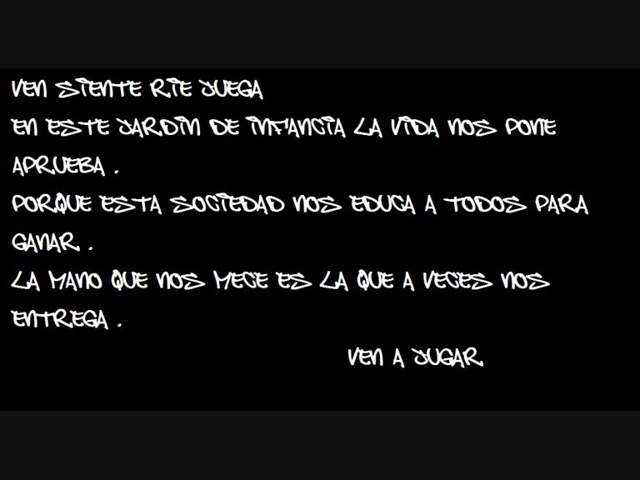 VEN SIENTE RIE JUEGA
EN ESTE JARDIN DE INFANCIA LA VIDA NOS PONE
APRUEBA .
PORQUE ESTA SOCIEDAD NOS EDUCA A TODOS PARA
GANAR .
LA MANO QUE NOS MECE ES LA QUE A VECES NOS
ENTREGA .
VEN A JUGAR